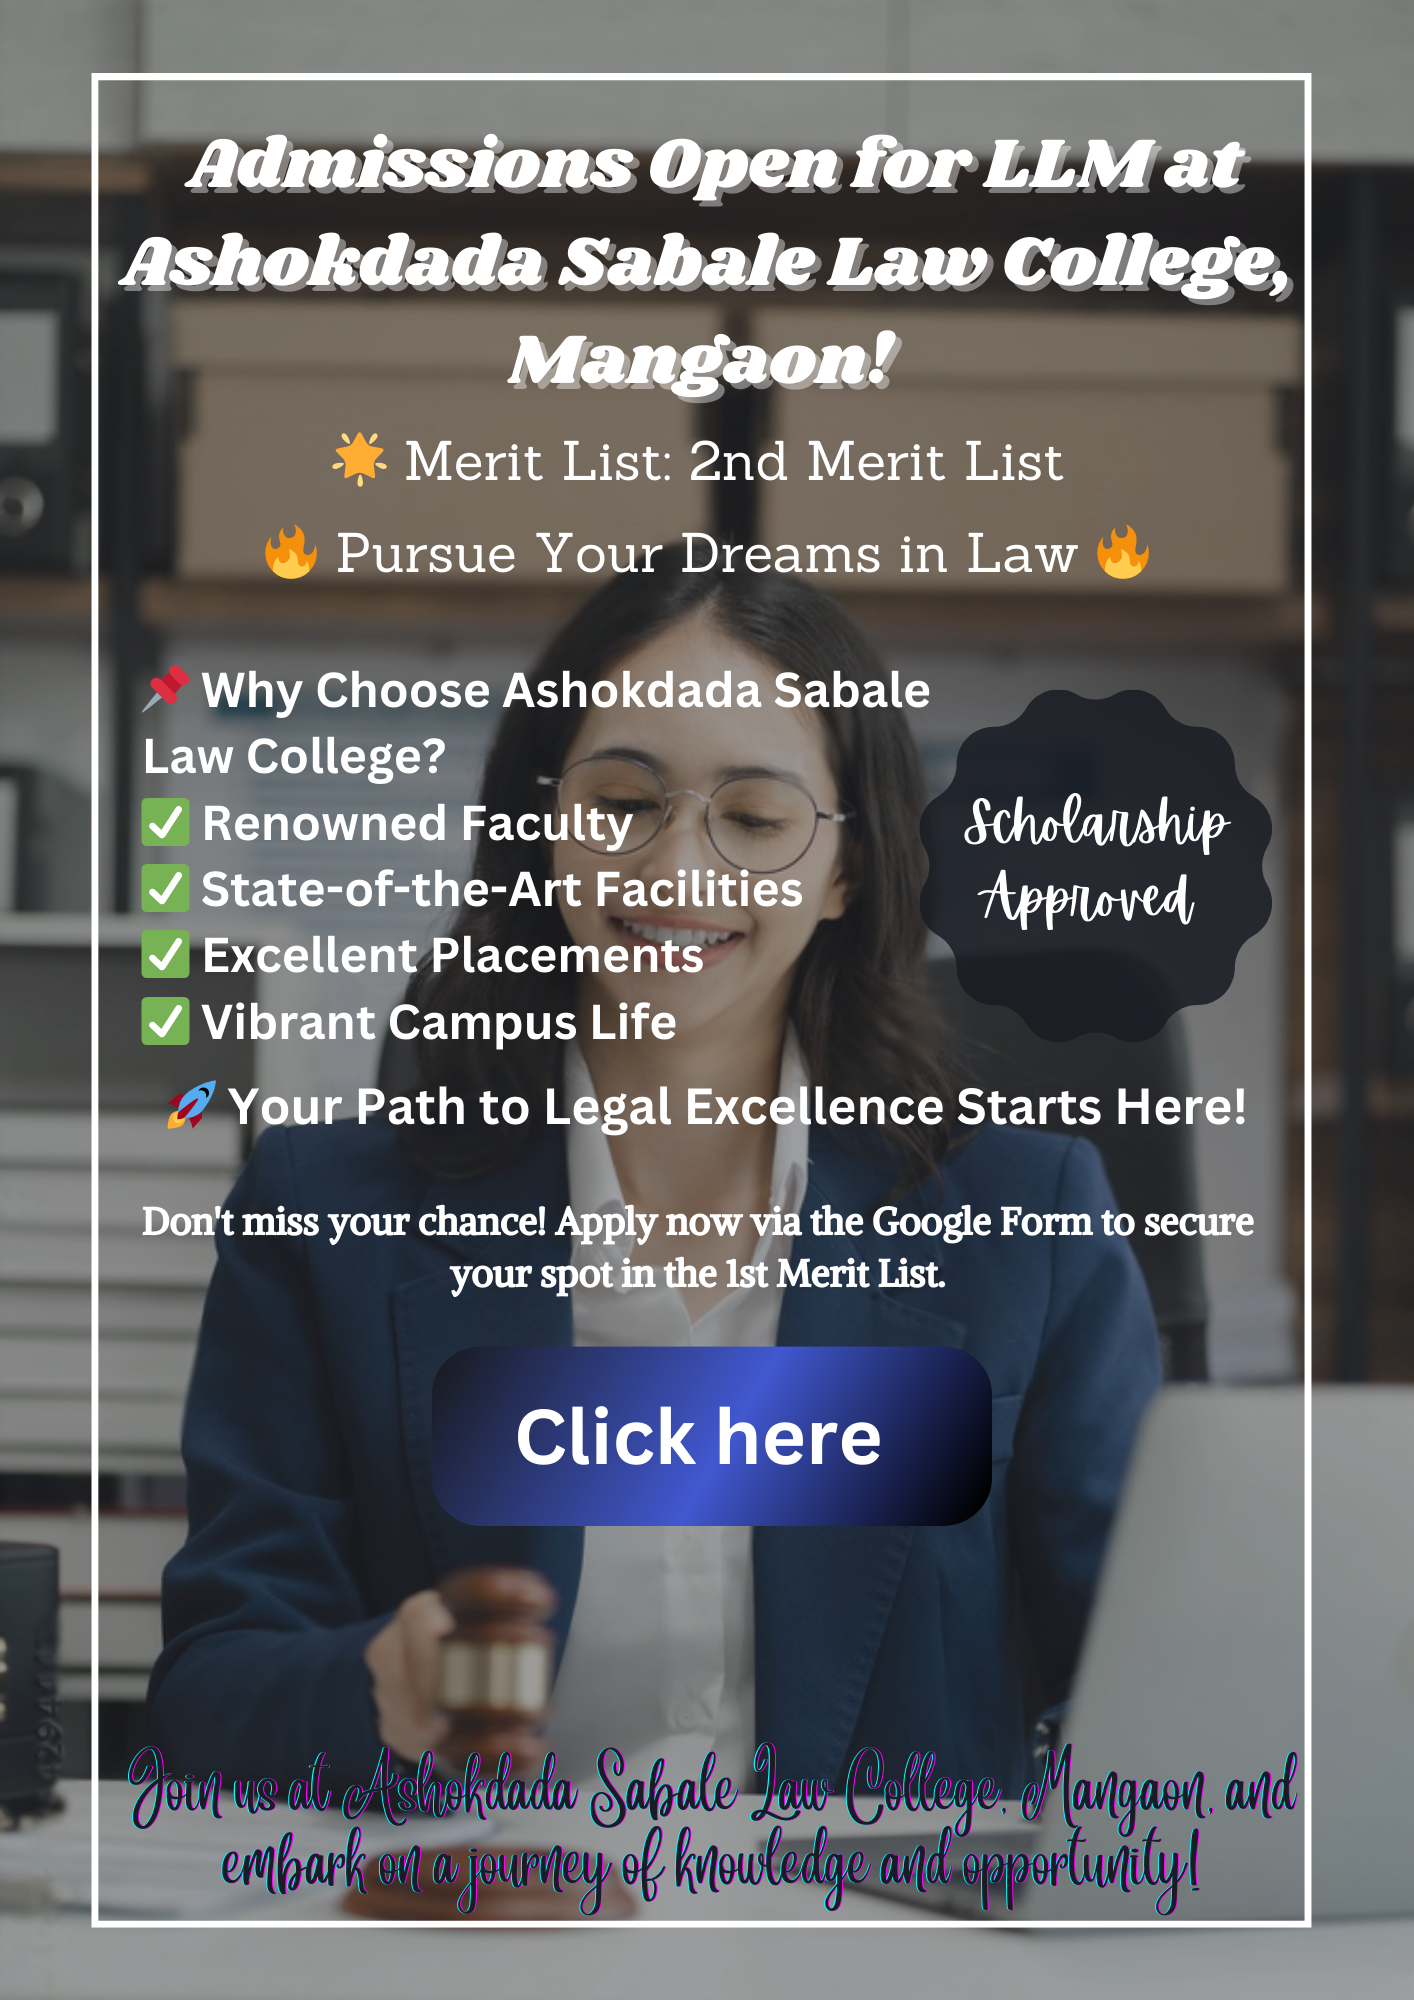 Admissions Open for LLM at
Ashokdada Sabale Law College,
Mangaon!
🌟 Merit List: 2nd Merit List
🔥 Pursue Your Dreams in Law 🔥
📌 Why Choose Ashokdada Sabale
Law College?
✅ Renowned Faculty
✅ State-of-the-Art Facilities
✅ Excellent Placements
✅ Vibrant Campus Life
Scholarship
Approved
🚀 Your Path to Legal Excellence Starts Here!
Don't miss your chance! Apply now via the Google Form to secure
your spot in the 1st Merit List.
Click here
Join us at Ashokdada Sabale Law College, Mangaon, and
embark on a journey of knowledge and opportunity!